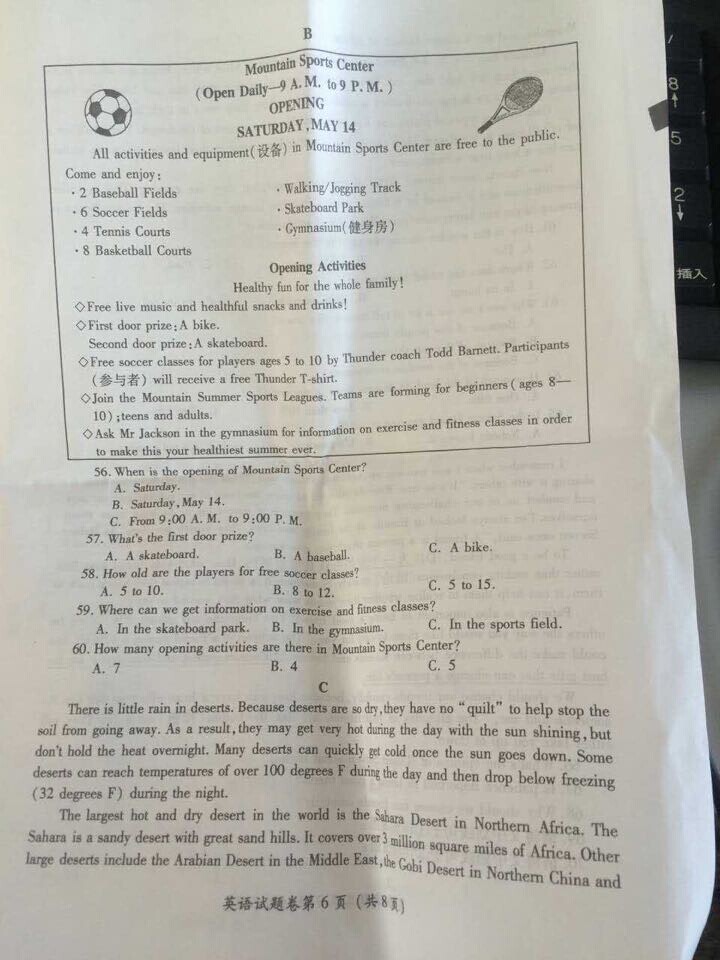 B
Mountain Sports Center
(Open Daily—9 A.M. to 9 P.M.)
OPENING
SATURDAY, MAY 14
All activities and equipment(设备) in Mountain Sports Center are free to the public.
Come and enjoy:
· 2 Baseball Fields
· Walking/Jogging Track
· 6 Soccer Fields
· Skateboard Park
· 4 Tennis Courts
· Gymnasium(健身房)
· 8 Basketball Courts
Opening Activities
Healthy fun for the whole family!
◇Free live music and healthful snacks and drinks!
◇First door prize: A bike.
Second door prize: A skateboard.
◇Free soccer classes for players ages 5 to 10 by Thunder coach Todd Barnett. Participants
(参与者) will receive a free Thunder T-shirt.
◇Join the Mountain Summer Sports Leagues. Teams are forming for beginners (ages 8—
10); teens and adults.
◇Ask Mr Jackson in the gymnasium for information on exercise and fitness classes in order
to make this your healthiest summer ever.
56. When is the opening of Mountain Sports Center?
A. Saturday.
B. Saturday, May 14.
C. From 9:00 A.M. to 9:00 P.M.
57. What's the first door prize?
A. A skateboard. B. A baseball. C. A bike.
58. How old are the players for free soccer classes?
A. 5 to 10. B. 8 to 12. C. 5 to 15.
59. Where can we get information on exercise and fitness classes?
A. In the skateboard park. B. In the gymnasium. C. In the sports field.
60. How many opening activities are there in Mountain Sports Center?
A. 7 B. 4 C. 5
C
There is little rain in deserts. Because deserts are so dry, they have no "quilt" to help stop the
soil from going away. As a result, they may get very hot during the day with the sun shining, but
don't hold the heat overnight. Many deserts can quickly get cold once the sun goes down. Some
deserts can reach temperatures of over 100 degrees F during the day and then drop below freezing
(32 degrees F) during the night.
The largest hot and dry desert in the world is the Sahara Desert in Northern Africa. The
Sahara is a sandy desert with great sand hills. It covers over 3 million square miles of Africa. Other
large deserts include the Arabian Desert in the Middle East, the Gobi Desert in Northern China and
英语试题卷第 6 页 (共 8 页)
8
↑
5
2
↓
插入